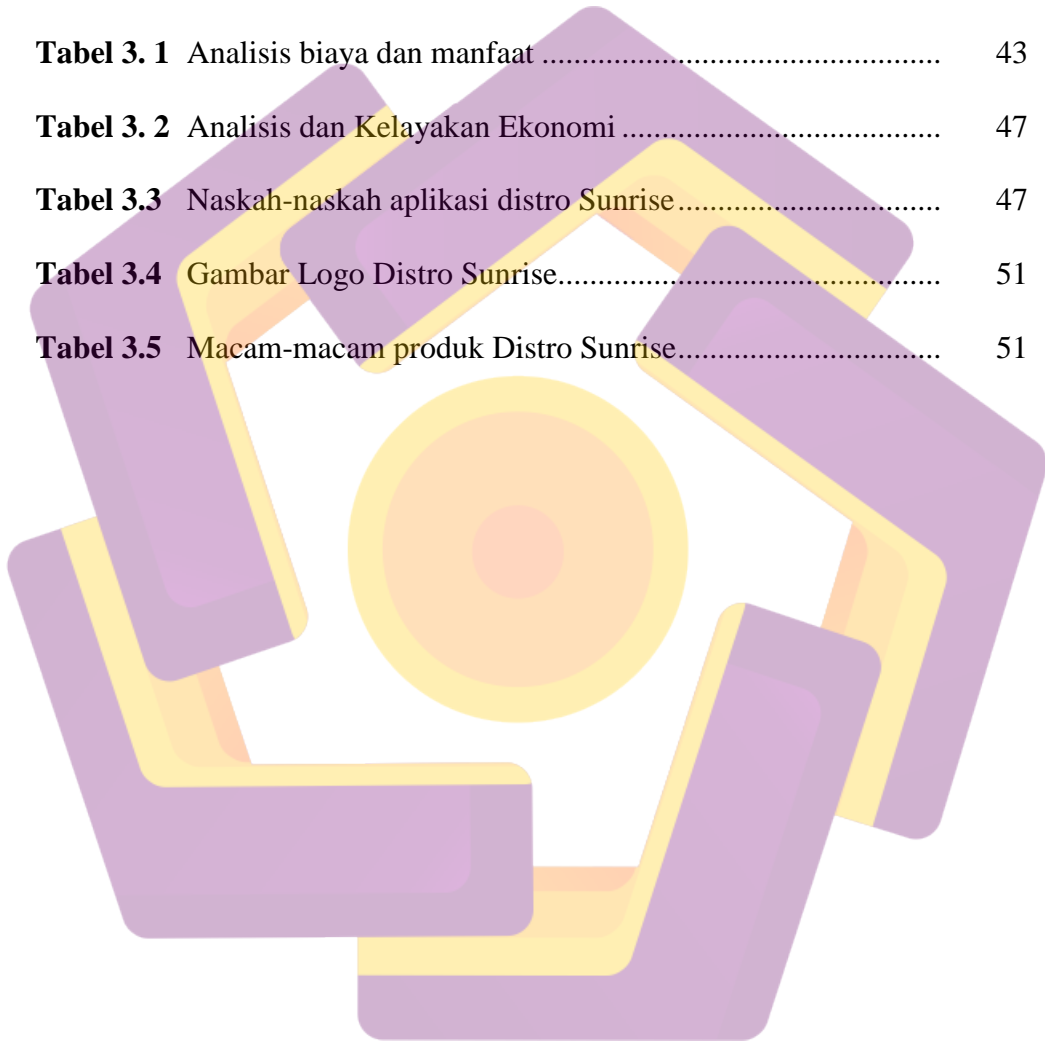 Tabel 3. 1 Analisis biaya dan manfaat ................................................. 43
Tabel 3. 2 Analisis dan Kelayakan Ekonomi ....................................... 47
Tabel 3.3 Naskah-naskah aplikasi distro Sunrise ................................ 47
Tabel 3.4 Gambar Logo Distro Sunrise............................................... 51
Tabel 3.5 Macam-macam produk Distro Sunrise................................ 51